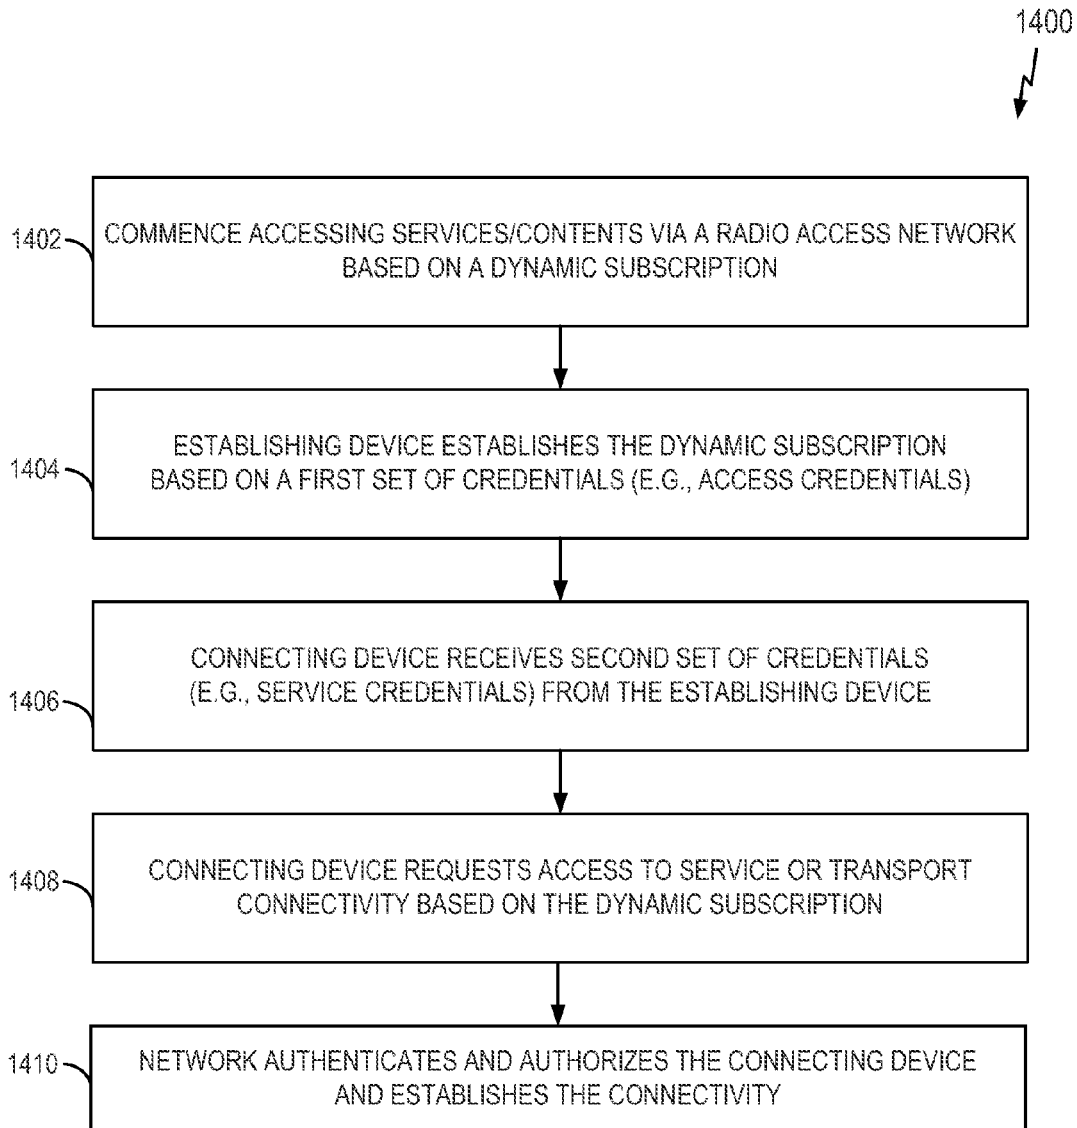 1400
1402
COMMENCE ACCESSING SERVICES/CONTENTS VIA A RADIO ACCESS NETWORK
BASED ON A DYNAMIC SUBSCRIPTION
1404
ESTABLISHING DEVICE ESTABLISHES THE DYNAMIC SUBSCRIPTION
BASED ON A FIRST SET OF CREDENTIALS (E.G., ACCESS CREDENTIALS)
1406
CONNECTING DEVICE RECEIVES SECOND SET OF CREDENTIALS
(E.G., SERVICE CREDENTIALS) FROM THE ESTABLISHING DEVICE
1408
CONNECTING DEVICE REQUESTS ACCESS TO SERVICE OR TRANSPORT
CONNECTIVITY BASED ON THE DYNAMIC SUBSCRIPTION
1410
NETWORK AUTHENTICATES AND AUTHORIZES THE CONNECTING DEVICE
AND ESTABLISHES THE CONNECTIVITY